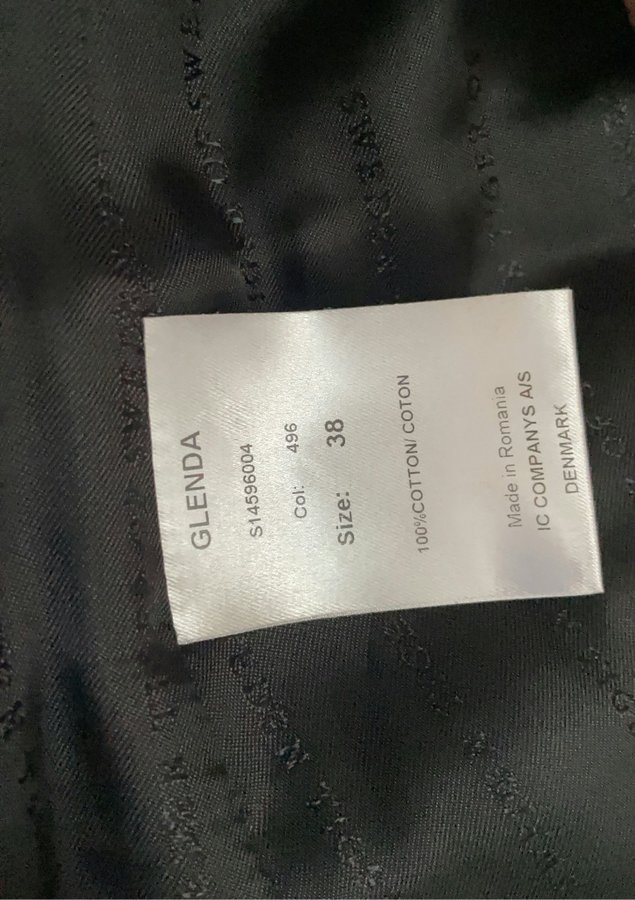 GLENDA
S14596004
Col: 496
Size: 38
100%COTTON/ COTON
Made in Romania
IC COMPANYS A/S
DENMARK